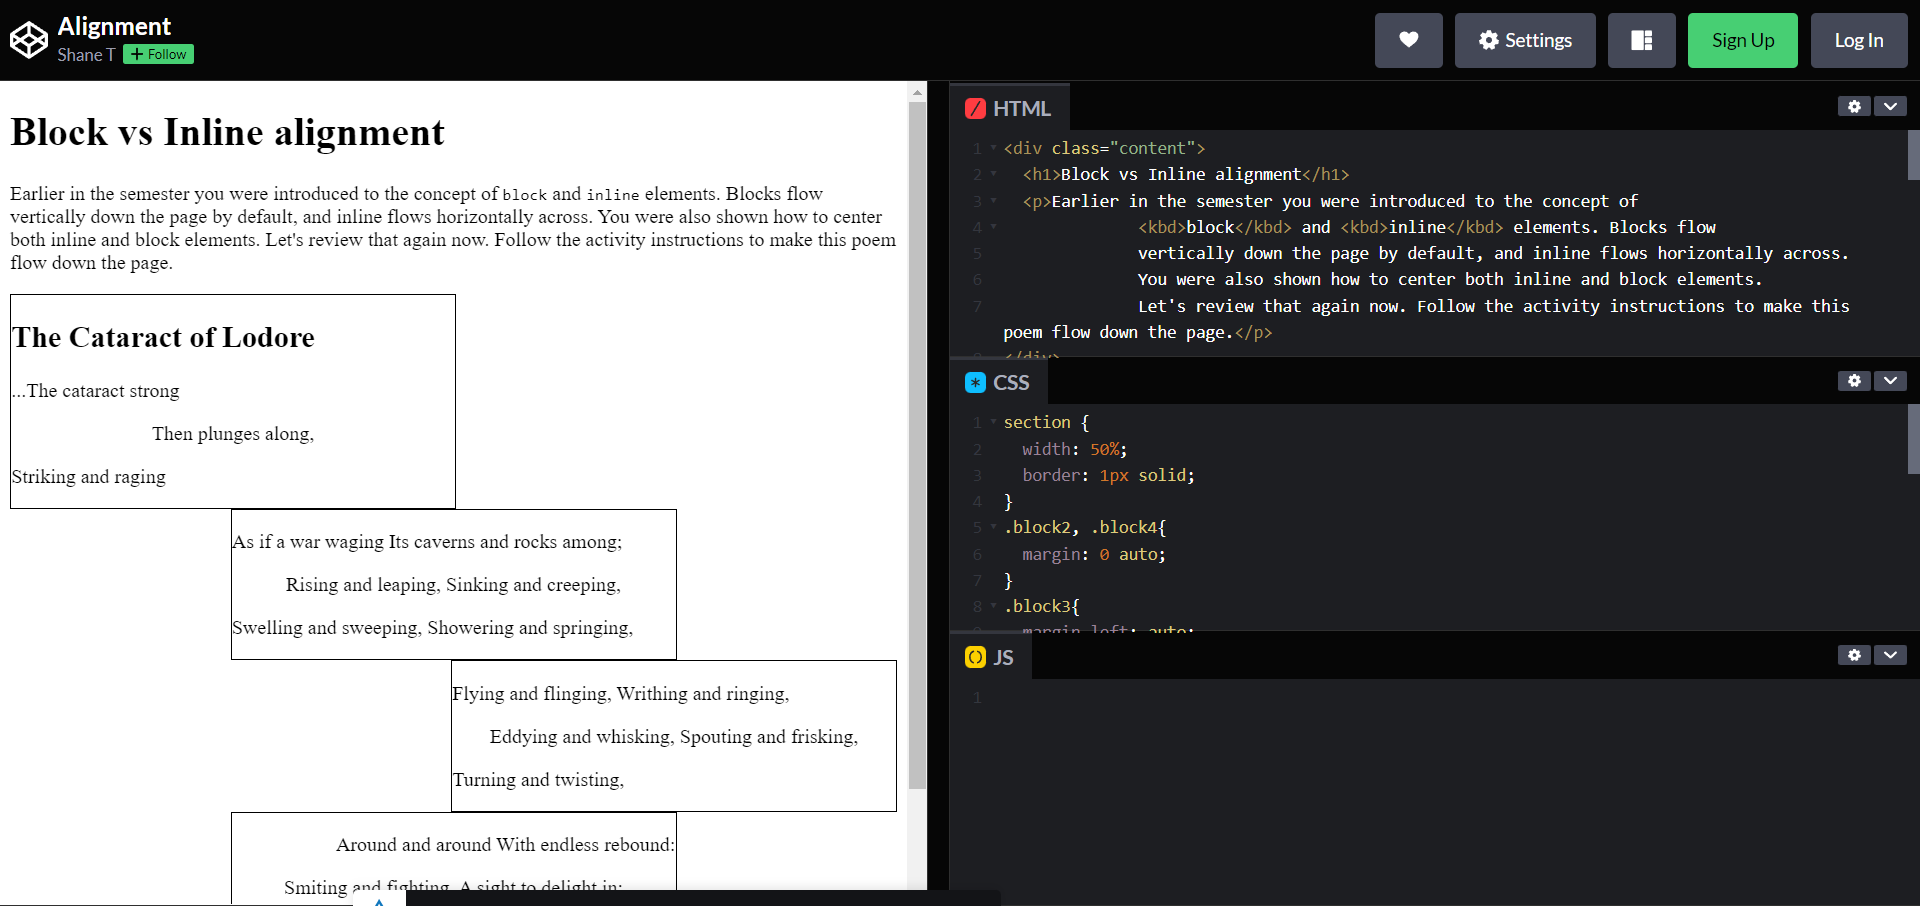 Alignment
Shane T
+ Follow
Settings
Sign Up
Log In
Block vs Inline alignment
Earlier in the semester you were introduced to the concept of block and inline elements. Blocks flow
vertically down the page by default, and inline flows horizontally across. You were also shown how to center
both inline and block elements. Let's review that again now. Follow the activity instructions to make this poem
flow down the page.
The Cataract of Lodore
...The cataract strong
Then plunges along,
Striking and raging
As if a war waging Its caverns and rocks among;
Rising and leaping, Sinking and creeping,
Swelling and sweeping, Showering and springing,
Flying and flinging, Writhing and ringing,
Eddying and whisking, Spouting and frisking,
Turning and twisting,
Around and around With endless rebound:
Smiting and fighting, A sight to delight in;
HTML
1 <div class="content">
2 <h1>Block vs Inline alignment</h1>
3 <p>Earlier in the semester you were introduced to the concept of
4 <kbd>block</kbd> and <kbd>inline</kbd> elements. Blocks flow
5 vertically down the page by default, and inline flows horizontally across.
6 You were also shown how to center both inline and block elements.
7 Let's review that again now. Follow the activity instructions to make this
poem flow down the page.</p>
8 </div>
CSS
1 section {
2 width: 50%;
3 border: 1px solid;
4 }
5 .block2, .block4{
6 margin: 0 auto;
7 }
8 .block3{
9 margin-left: auto;
JS
1